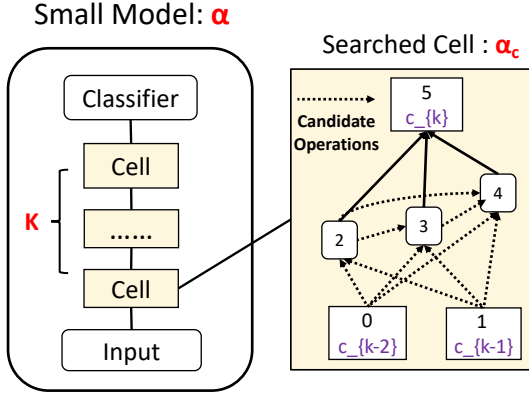 Small Model: α
Classifier
Cell
K
......
Cell
Input
Searched Cell : α_c
Candidate
Operations
5
c_{k}
4
3
2
0
c_{k-2}
1
c_{k-1}